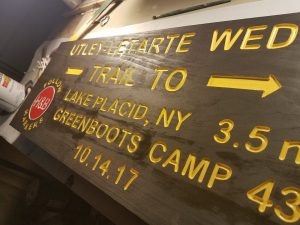 UTLEY-LETARTE WED
TRAIL TO
LAKE PLACID, NY 3.5 m
GREENBOOTS CAMP 43
10.14.17